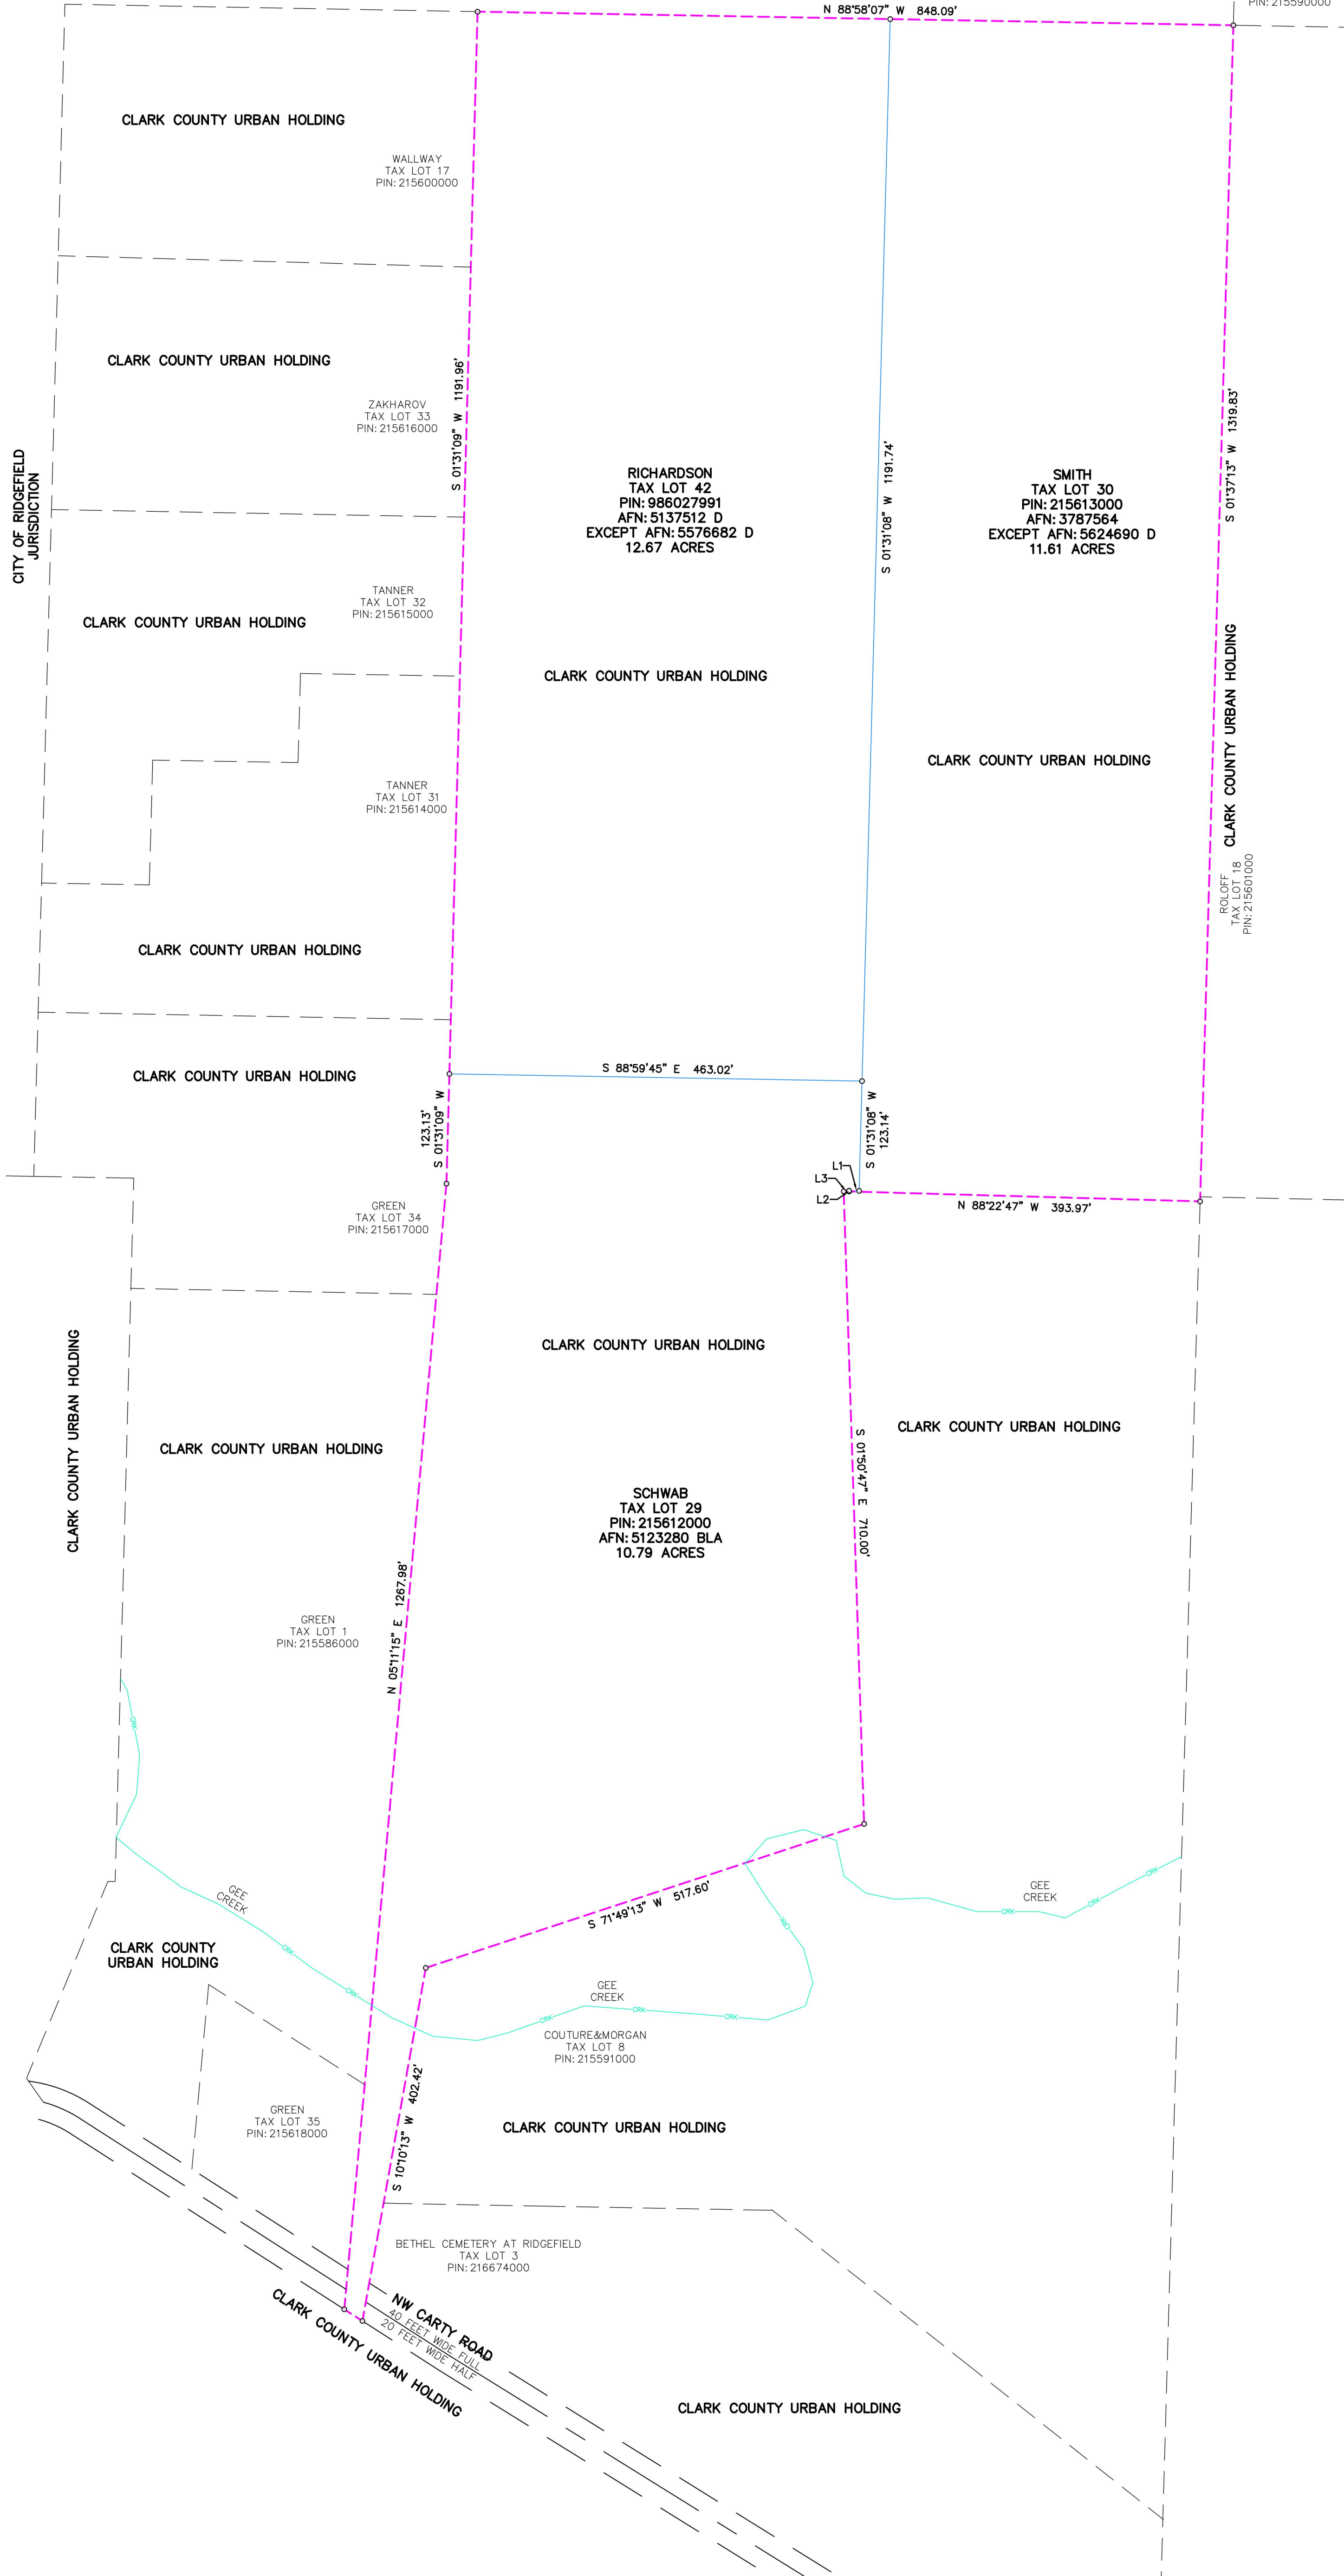 N 88°58'07" W 848.09'
PIN: 215590000
CLARK COUNTY URBAN HOLDING
WALLWAY
TAX LOT 17
PIN: 215600000
CLARK COUNTY URBAN HOLDING
S 01°31'09" W 1191.96'
ZAKHAROV
TAX LOT 33
PIN: 215616000
CITY OF RIDGEFIELD
JURISDICTION
RICHARDSON
TAX LOT 42
PIN: 986027991
AFN: 5137512 D
EXCEPT AFN: 5576682 D
12.67 ACRES
S 01°31'08" W 1191.74'
SMITH
TAX LOT 30
PIN: 215613000
AFN: 3787564
EXCEPT AFN: 5624690 D
11.61 ACRES
S 01°37'13" W 1319.83'
TANNER
TAX LOT 32
PIN: 215615000
CLARK COUNTY URBAN HOLDING
CLARK COUNTY URBAN HOLDING
CLARK COUNTY URBAN HOLDING
CLARK COUNTY URBAN HOLDING
TANNER
TAX LOT 31
PIN: 215614000
ROLOFF
TAX LOT 18
PIN: 215601000
CLARK COUNTY URBAN HOLDING
CLARK COUNTY URBAN HOLDING
S 88°59'45" E 463.02'
123.13'
S 01°31'09" W
S 01°31'08" W
123.14'
L1
L3
L2
N 88°22'47" W 393.97'
GREEN
TAX LOT 34
PIN: 215617000
CLARK COUNTY URBAN HOLDING
CLARK COUNTY URBAN HOLDING
CLARK COUNTY URBAN HOLDING
CLARK COUNTY URBAN HOLDING
S 01°50'47" E 710.00'
SCHWAB
TAX LOT 29
PIN: 215612000
AFN: 5123280 BLA
10.79 ACRES
N 05°11'15" E 1267.98'
GREEN
TAX LOT 1
PIN: 215586000
CRK
GEE
CREEK
CRK
CRK
S 71°49'13" W 517.60'
CRK
GEE
CREEK
CRK
CRK
CRK
CLARK COUNTY
URBAN HOLDING
GEE
CREEK
CRK
CRK
CRK
COUTURE&MORGAN
TAX LOT 8
PIN: 215591000
S 10°10'13" W 402.42'
GREEN
TAX LOT 35
PIN: 215618000
CLARK COUNTY URBAN HOLDING
BETHEL CEMETERY AT RIDGEFIELD
TAX LOT 3
PIN: 216674000
NW CARTY ROAD
40 FEET WIDE FULL
20 FEET WIDE HALF
CLARK COUNTY URBAN HOLDING
CLARK COUNTY URBAN HOLDING